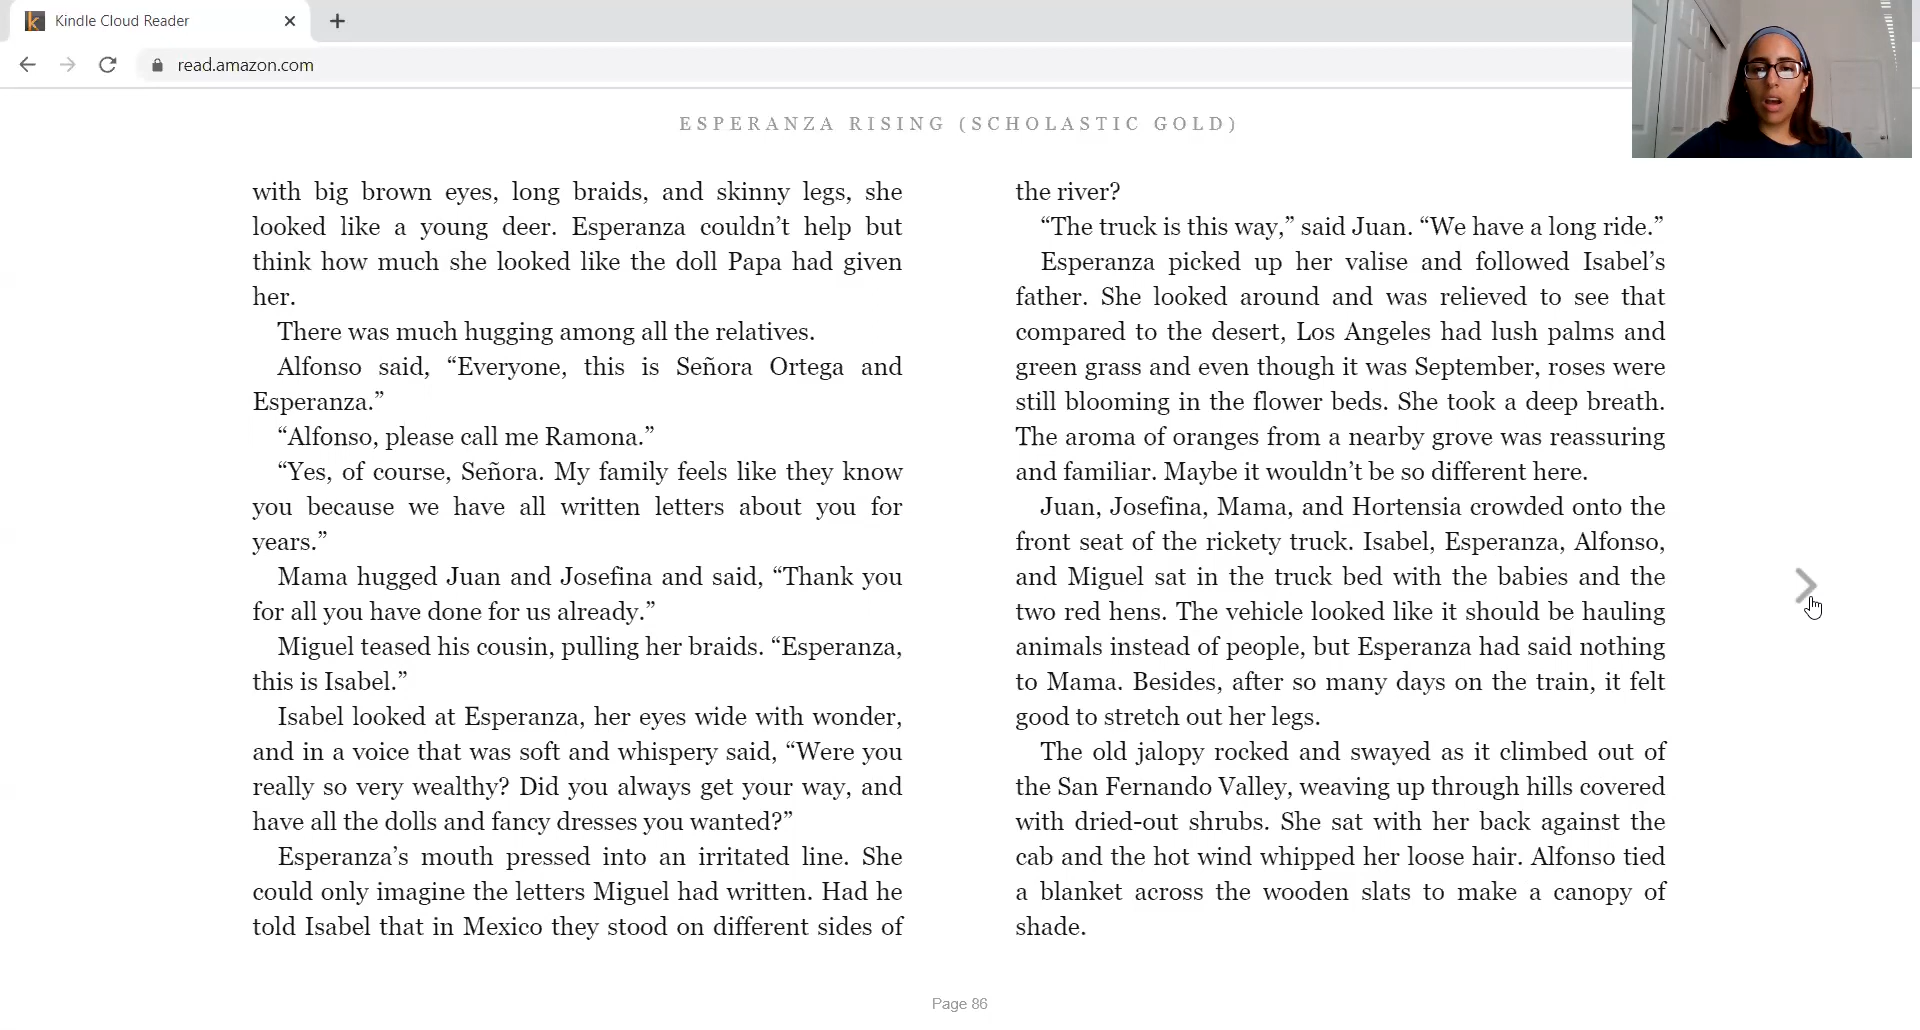 Kindle Cloud Reader
read.amazon.com
ESPERANZA RISING (SCHOLASTIC GOLD)
with big brown eyes, long braids, and skinny legs, she
looked like a young deer. Esperanza couldn’t help but
think how much she looked like the doll Papa had given
her.
There was much hugging among all the relatives.
Alfonso said, “Everyone, this is Señora Ortega and
Esperanza.”
“Alfonso, please call me Ramona.”
“Yes, of course, Señora. My family feels like they know
you because we have all written letters about you for
years.”
Mama hugged Juan and Josefina and said, “Thank you
for all you have done for us already.”
Miguel teased his cousin, pulling her braids. “Esperanza,
this is Isabel.”
Isabel looked at Esperanza, her eyes wide with wonder,
and in a voice that was soft and whispery said, “Were you
really so very wealthy? Did you always get your way, and
have all the dolls and fancy dresses you wanted?”
Esperanza’s mouth pressed into an irritated line. She
could only imagine the letters Miguel had written. Had he
told Isabel that in Mexico they stood on different sides of
the river?
“The truck is this way,” said Juan. “We have a long ride.”
Esperanza picked up her valise and followed Isabel’s
father. She looked around and was relieved to see that
compared to the desert, Los Angeles had lush palms and
green grass and even though it was September, roses were
still blooming in the flower beds. She took a deep breath.
The aroma of oranges from a nearby grove was reassuring
and familiar. Maybe it wouldn’t be so different here.
Juan, Josefina, Mama, and Hortensia crowded onto the
front seat of the rickety truck. Isabel, Esperanza, Alfonso,
and Miguel sat in the truck bed with the babies and the
two red hens. The vehicle looked like it should be hauling
animals instead of people, but Esperanza had said nothing
to Mama. Besides, after so many days on the train, it felt
good to stretch out her legs.
The old jalopy rocked and swayed as it climbed out of
the San Fernando Valley, weaving up through hills covered
with dried-out shrubs. She sat with her back against the
cab and the hot wind whipped her loose hair. Alfonso tied
a blanket across the wooden slats to make a canopy of
shade.
Page 86